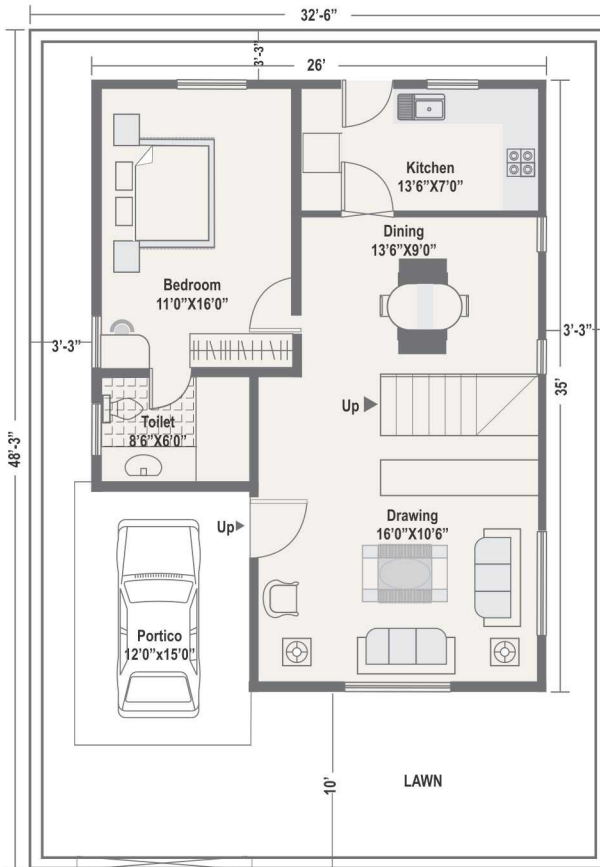 32'-6"
3'-3"
26'
Kitchen
13'6"X7'0"
Dining
13'6"X9'0"
Bedroom
11'0"X16'0"
3'-3"
3'-3"
35'
48'-3"
Up
Toilet
8'6"X6'0"
Up
Drawing
16'0"X10'6"
Portico
12'0"x15'0"
10'
LAWN